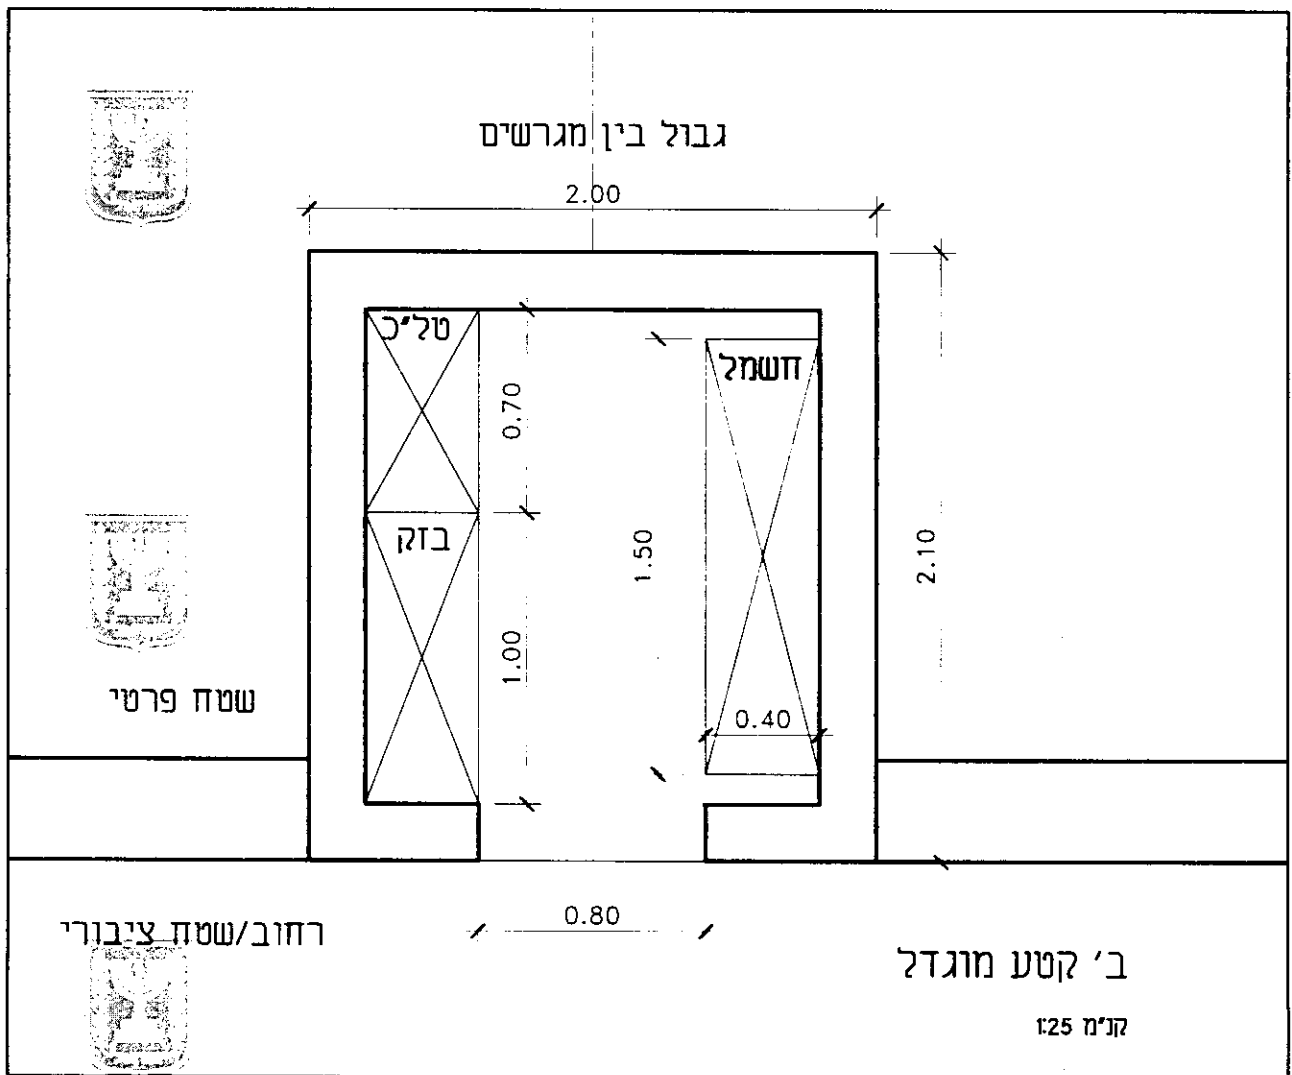 גבול בין מגרשים
2.00
טל"כ
חשמל
0.70
בזק
1.50
2.10
1.00
שטח פרטי
0.40
רחוב/שטח ציבורי
0.80
ב' קטע מוגדל
קנ"מ 1:25